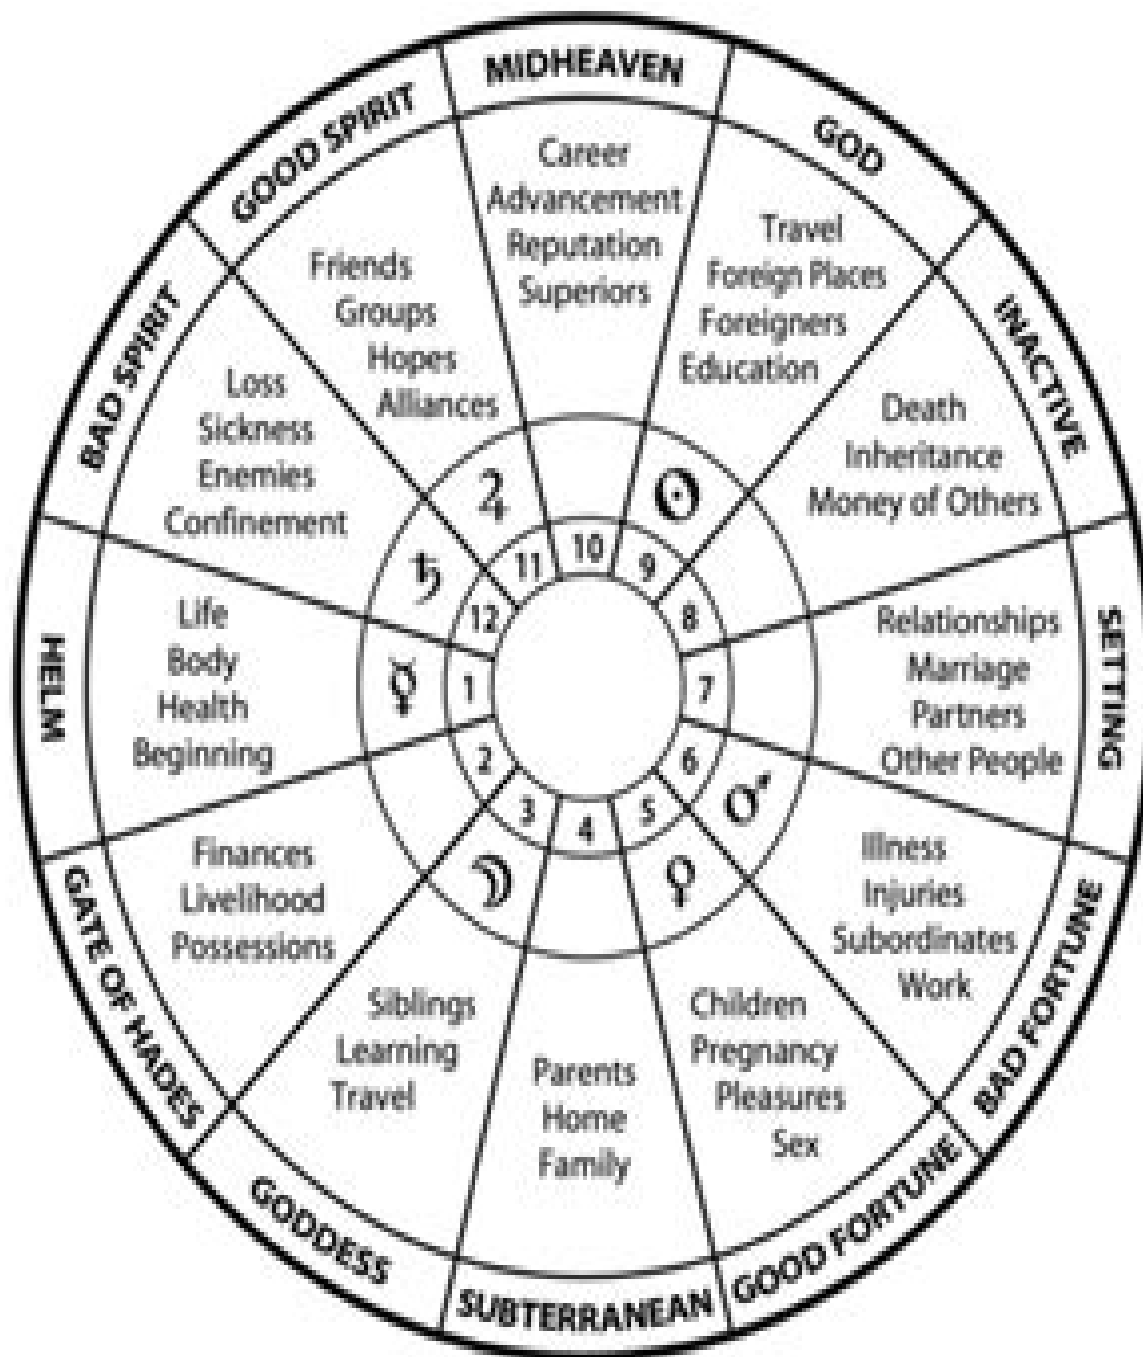 MIDHEAVEN
Career
Advancement
Reputation
Superiors
10
GOD
Travel
Foreign Places
Foreigners
Education
☉
9
INACTIVE
Death
Inheritance
Money of Others
8
SETTING
Relationships
Marriage
Partners
Other People
7
BAD FORTUNE
Illness
Injuries
Subordinates
Work
♂
6
GOOD FORTUNE
Children
Pregnancy
Pleasures
Sex
♀
5
SUBTERRANEAN
Parents
Home
Family
4
GODDESS
Siblings
Learning
Travel
☽
3
GATE OF HADES
Finances
Livelihood
Possessions
2
HELM
Life
Body
Health
Beginning
☿
1
BAD SPIRIT
Loss
Sickness
Enemies
Confinement
♄
12
GOOD SPIRIT
Friends
Groups
Hopes
Alliances
♃
11